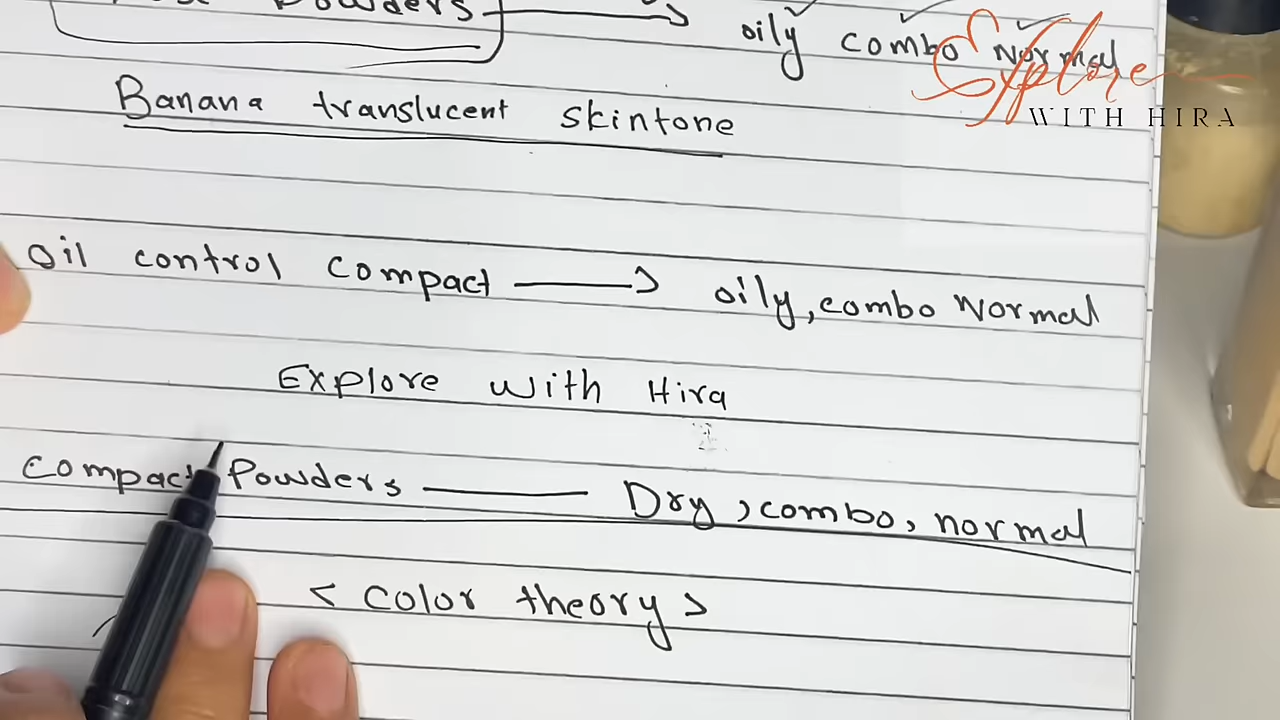 Powders → oily combo Normal
Explore
WITH HIRA
Banana translucent skintone
oil control compact → oily, combo Normal
Explore with Hira
compact Powders — Dry, combo, normal
< color theory >